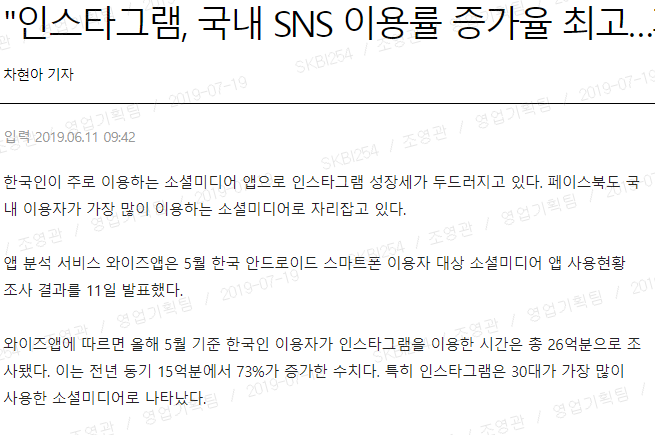 "인스타그램, 국내 SNS 이용률 증가율 최고...
차현아 기자
입력 2019.06.11 09:42
한국인이 주로 이용하는 소셜미디어 앱으로 인스타그램 성장세가 두드러지고 있다. 페이스북도 국
내 이용자가 가장 많이 이용하는 소셜미디어로 자리잡고 있다.
앱 분석 서비스 와이즈앱은 5월 한국 안드로이드 스마트폰 이용자 대상 소셜미디어 앱 사용현황
조사 결과를 11일 발표했다.
와이즈앱에 따르면 올해 5월 기준 한국인 이용자가 인스타그램을 이용한 시간은 총 26억분으로 조
사됐다. 이는 전년 동기 15억분에서 73%가 증가한 수치다. 특히 인스타그램은 30대가 가장 많이
사용한 소셜미디어로 나타났다.
SKBI254 / 조영관 / 영업기획팀 / 2019-07-19